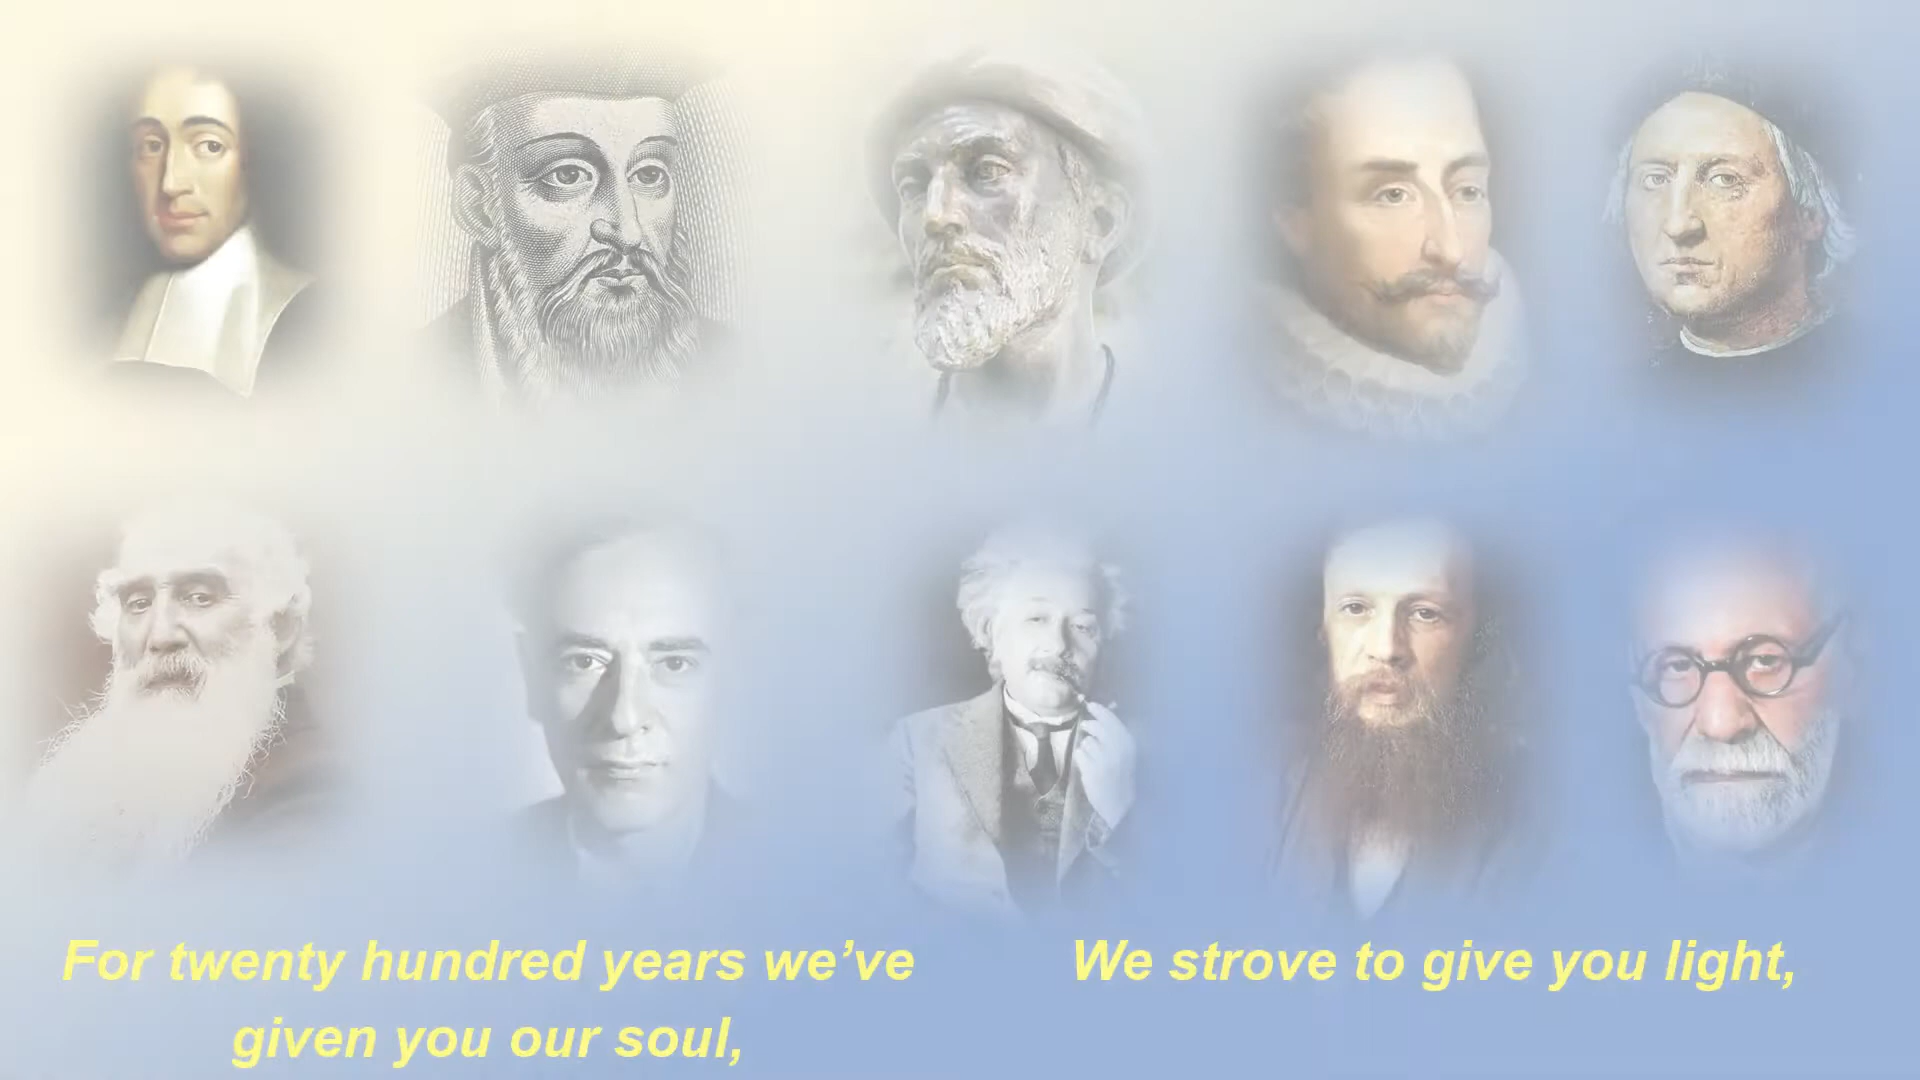 For twenty hundred years we’ve
given you our soul,
We strove to give you light,